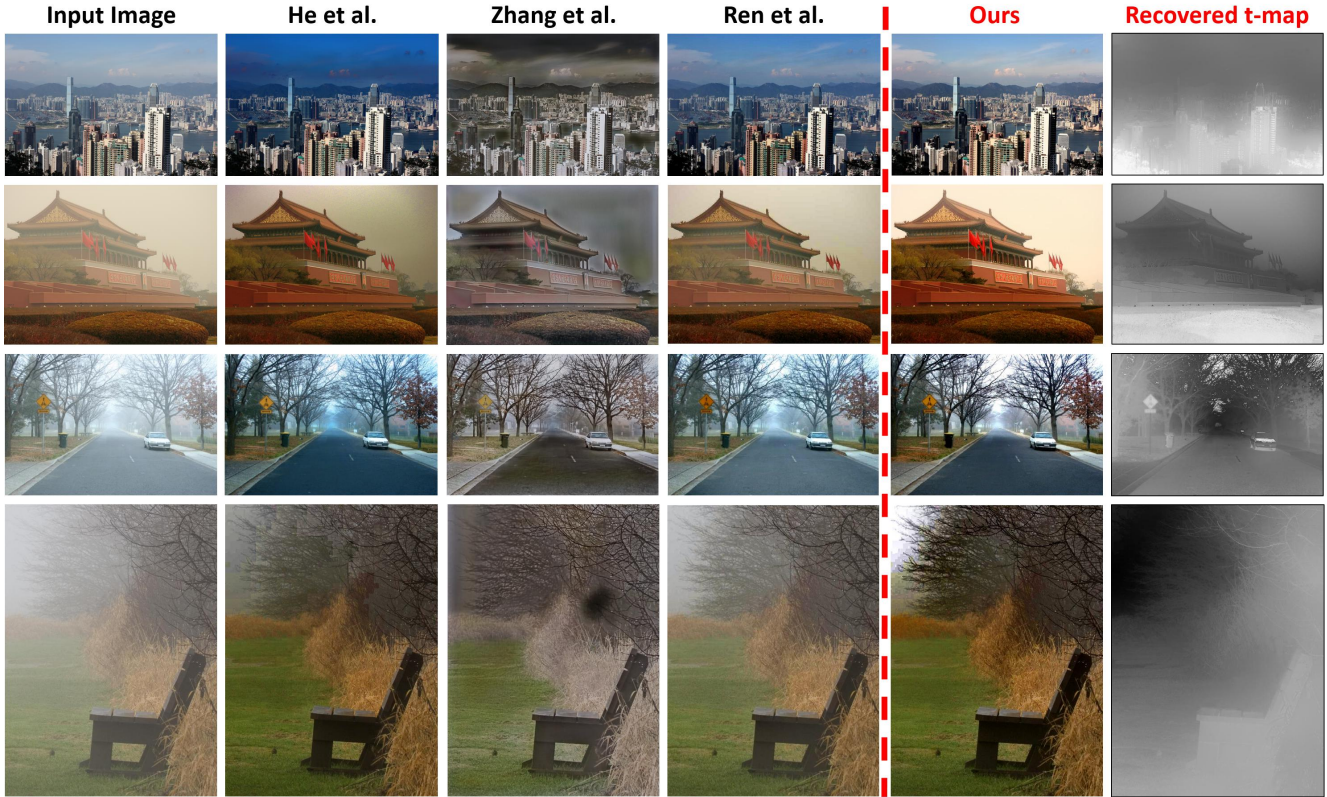 Input Image
He et al.
Zhang et al.
Ren et al.
Ours
Recovered t-map